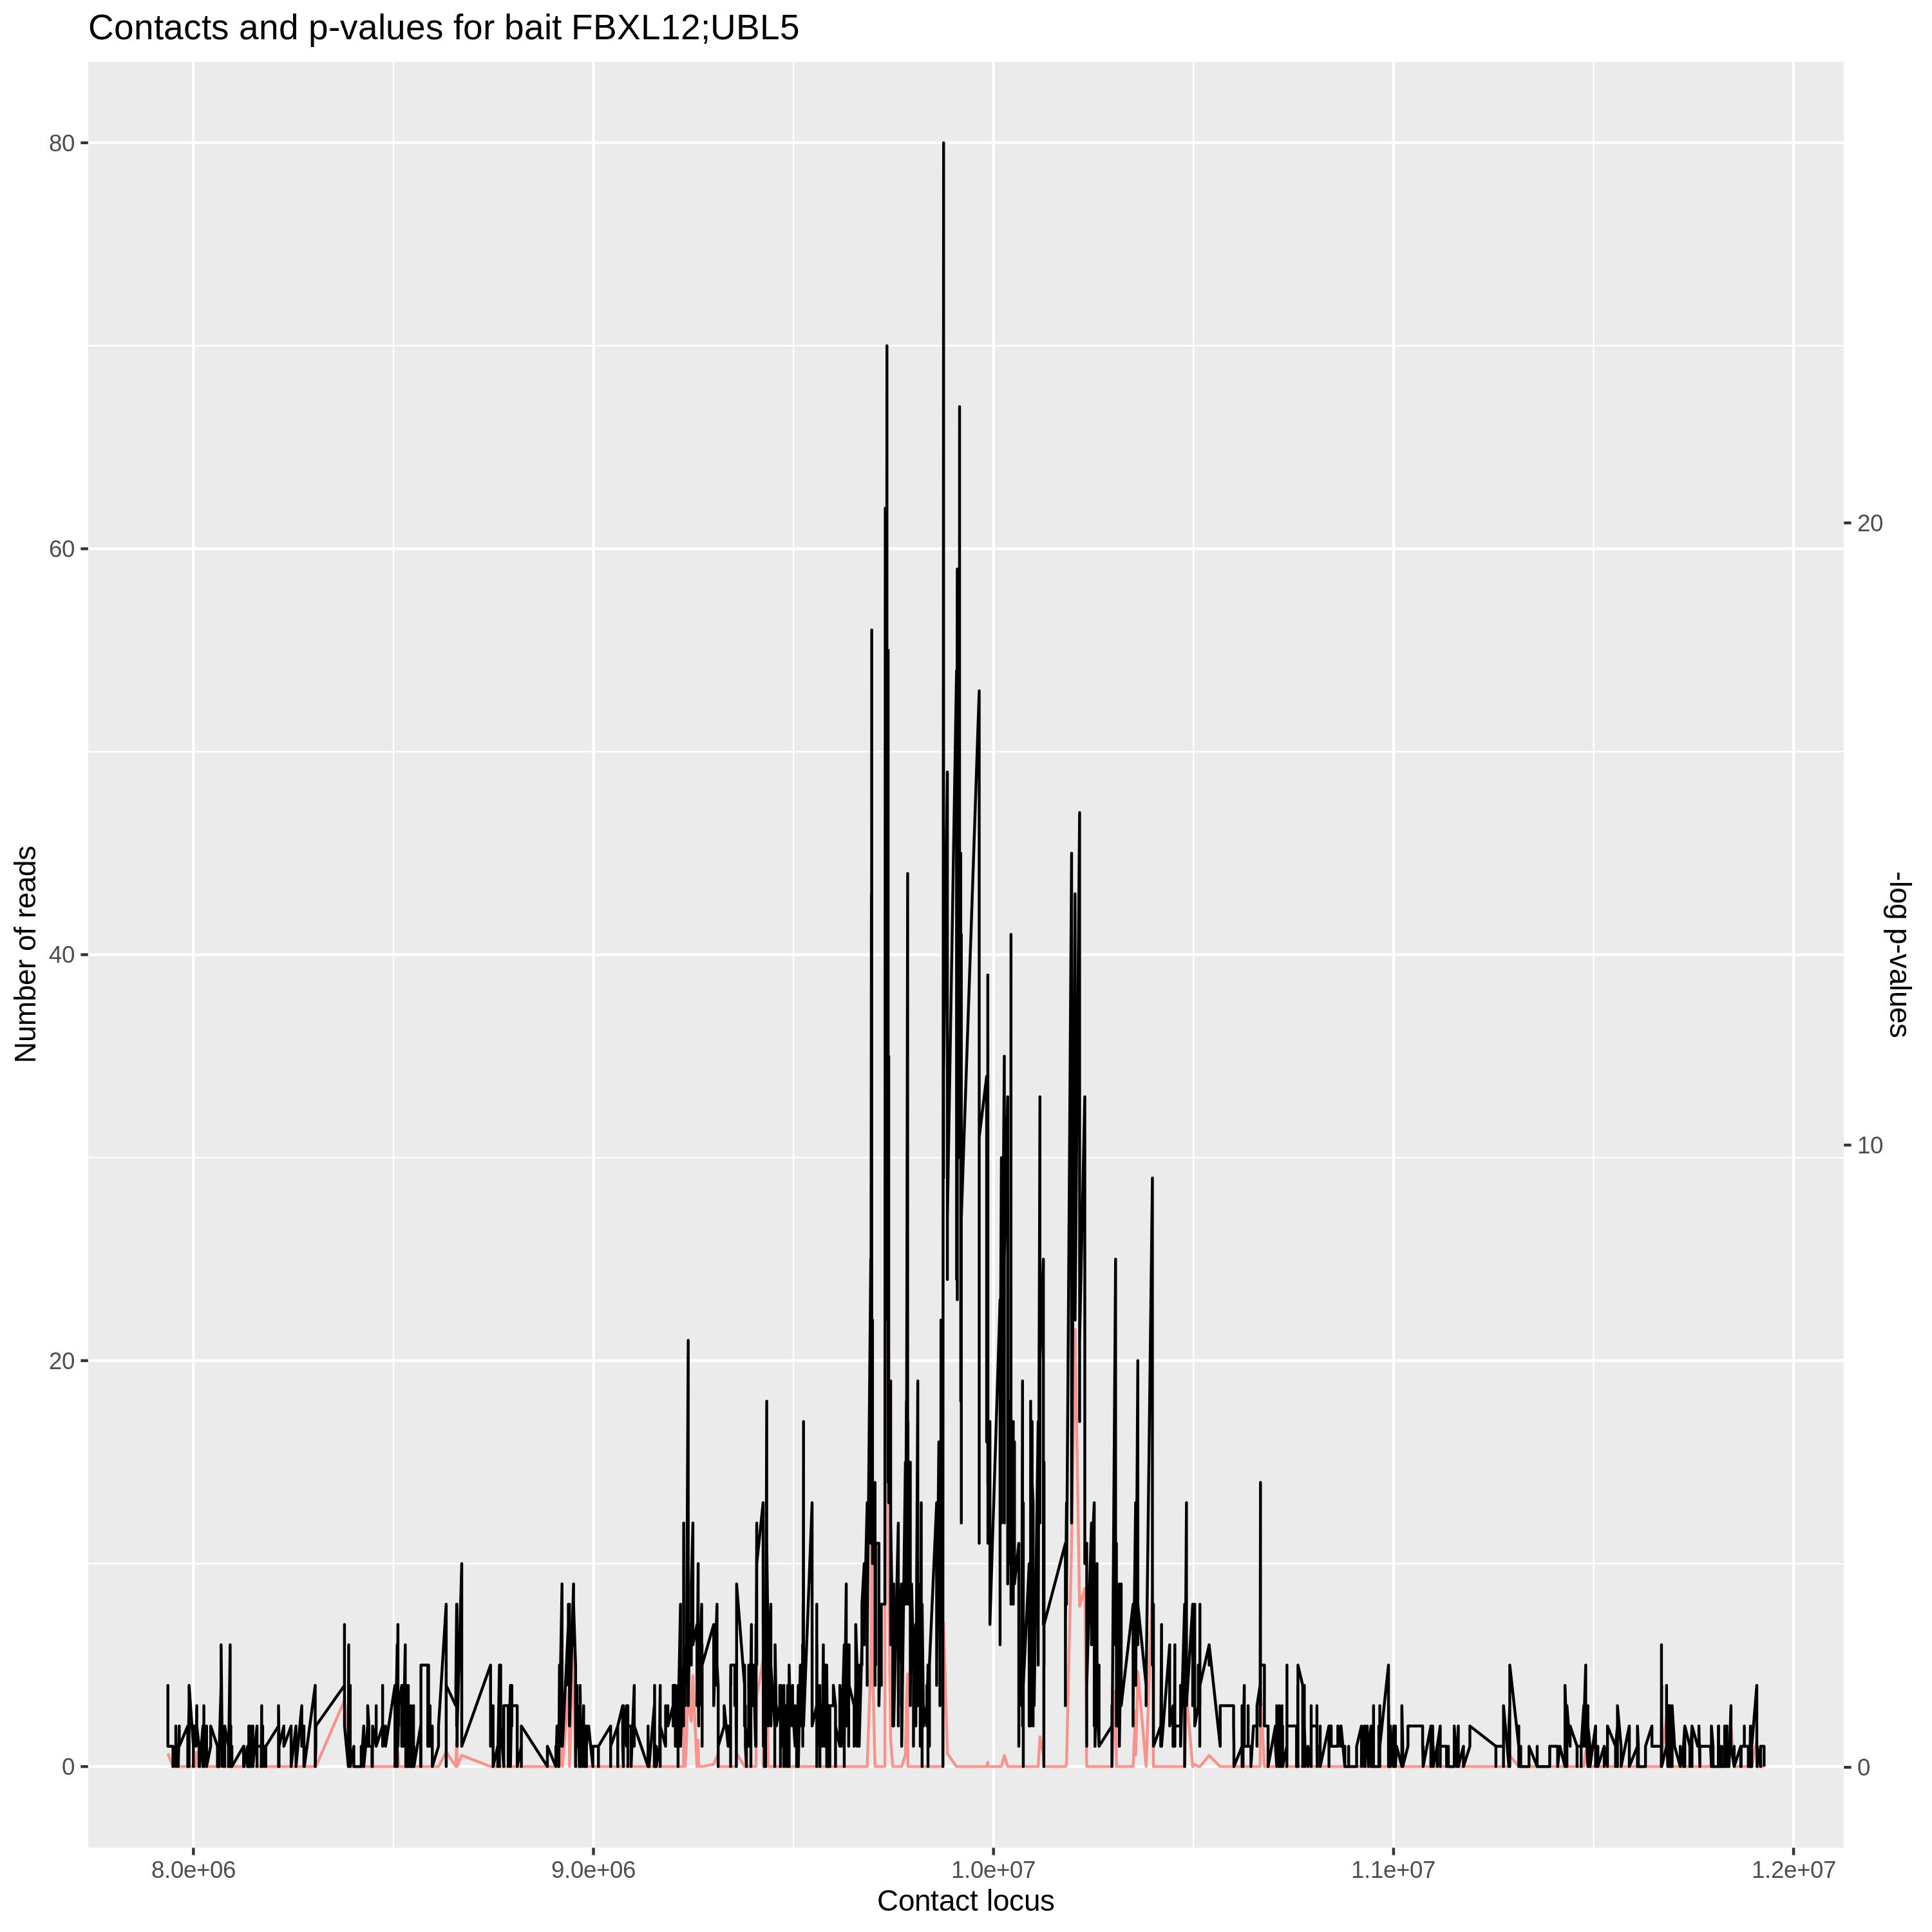 Contacts and p-values for bait FBXL12;UBL5
80
60
40
20
0
Number of reads
20
10
0
-log p-values
8.0e+06
9.0e+06
1.0e+07
1.1e+07
1.2e+07
Contact locus